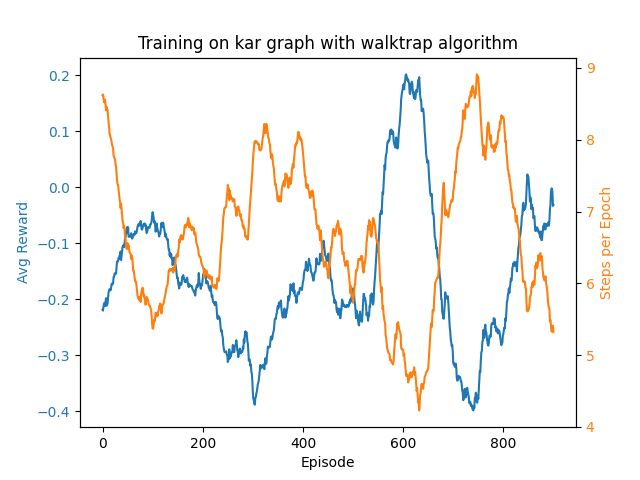 Training on kar graph with walktrap algorithm
0.2
0.1
0.0
−0.1
−0.2
−0.3
−0.4
Avg Reward
9
8
7
6
5
4
Steps per Epoch
0 200 400 600 800
Episode